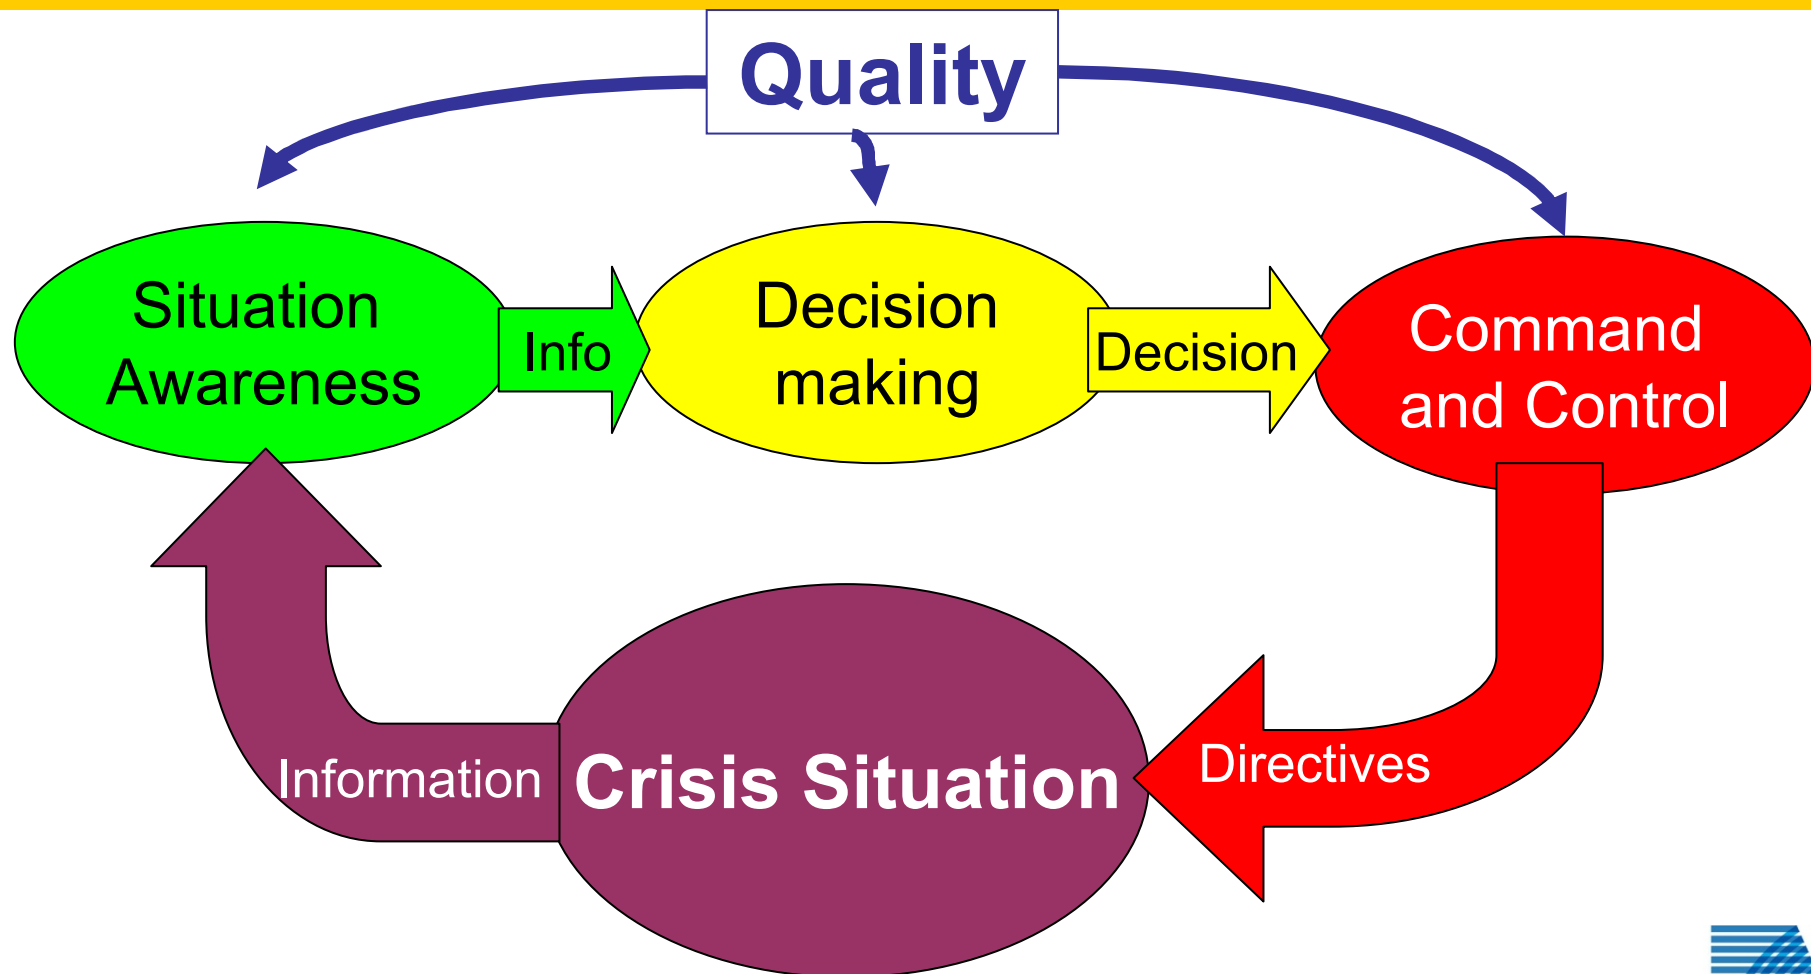 Quality
Situation
Awareness
Info
Decision
making
Decision
Command
and Control
Information
Crisis Situation
Directives